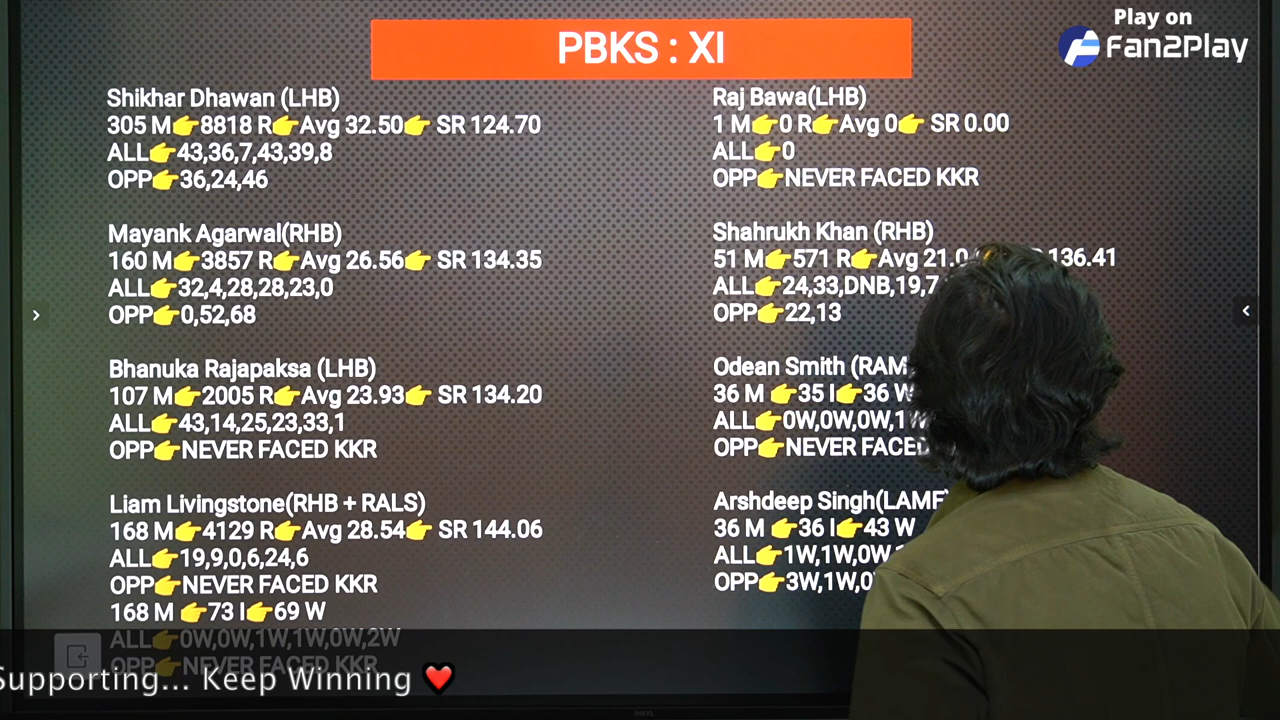 Play on
Fan2Play
PBKS : XI
Shikhar Dhawan (LHB)
305 M👉8818 R👉Avg 32.50👉 SR 124.70
ALL👉43,36,7,43,39,8
OPP👉36,24,46
Mayank Agarwal(RHB)
160 M👉3857 R👉Avg 26.56👉 SR 134.35
ALL👉32,4,28,28,23,0
OPP👉0,52,68
Bhanuka Rajapaksa (LHB)
107 M👉2005 R👉Avg 23.93👉 SR 134.20
ALL👉43,14,25,23,33,1
OPP👉NEVER FACED KKR
Liam Livingstone(RHB + RALS)
168 M👉4129 R👉Avg 28.54👉 SR 144.06
ALL👉19,9,0,6,24,6
OPP👉NEVER FACED KKR
168 M 👉73 I👉69 W
ALL👉0W,0W,1W,1W,0W,2W
OPP👉NEVER FACED KKR
Raj Bawa(LHB)
1 M👉0 R👉Avg 0👉 SR 0.00
ALL👉0
OPP👉NEVER FACED KKR
Shahrukh Khan (RHB)
51 M👉571 R👉Avg 21.0 136.41
ALL👉24,33,DNB,19,7
OPP👉22,13
Odean Smith (RAM
36 M 👉35 I👉36 W
ALL👉0W,0W,0W,1W
OPP👉NEVER FACED
Arshdeep Singh(LAMF)
36 M 👉36 I👉43 W
ALL👉1W,1W,0W
OPP👉3W,1W,0
Supporting... Keep Winning ❤️